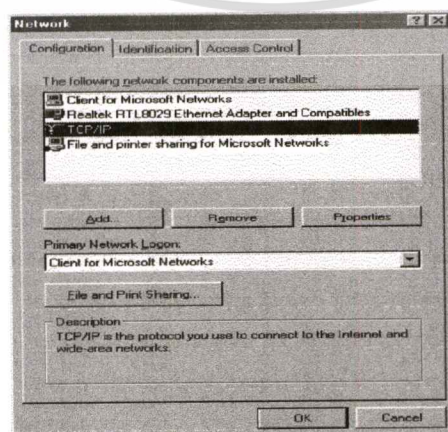 Network
Configuration Identification Access Control
The following network components are installed:
Client for Microsoft Networks
Realtek RTL8029 Ethernet Adapter and Compatibles
TCP/IP
File and printer sharing for Microsoft Networks
Add... Remove Properties
Primary Network Logon:
Client for Microsoft Networks
File and Print Sharing...
Description
TCP/IP is the protocol you use to connect to the Internet and
wide-area networks.
OK Cancel